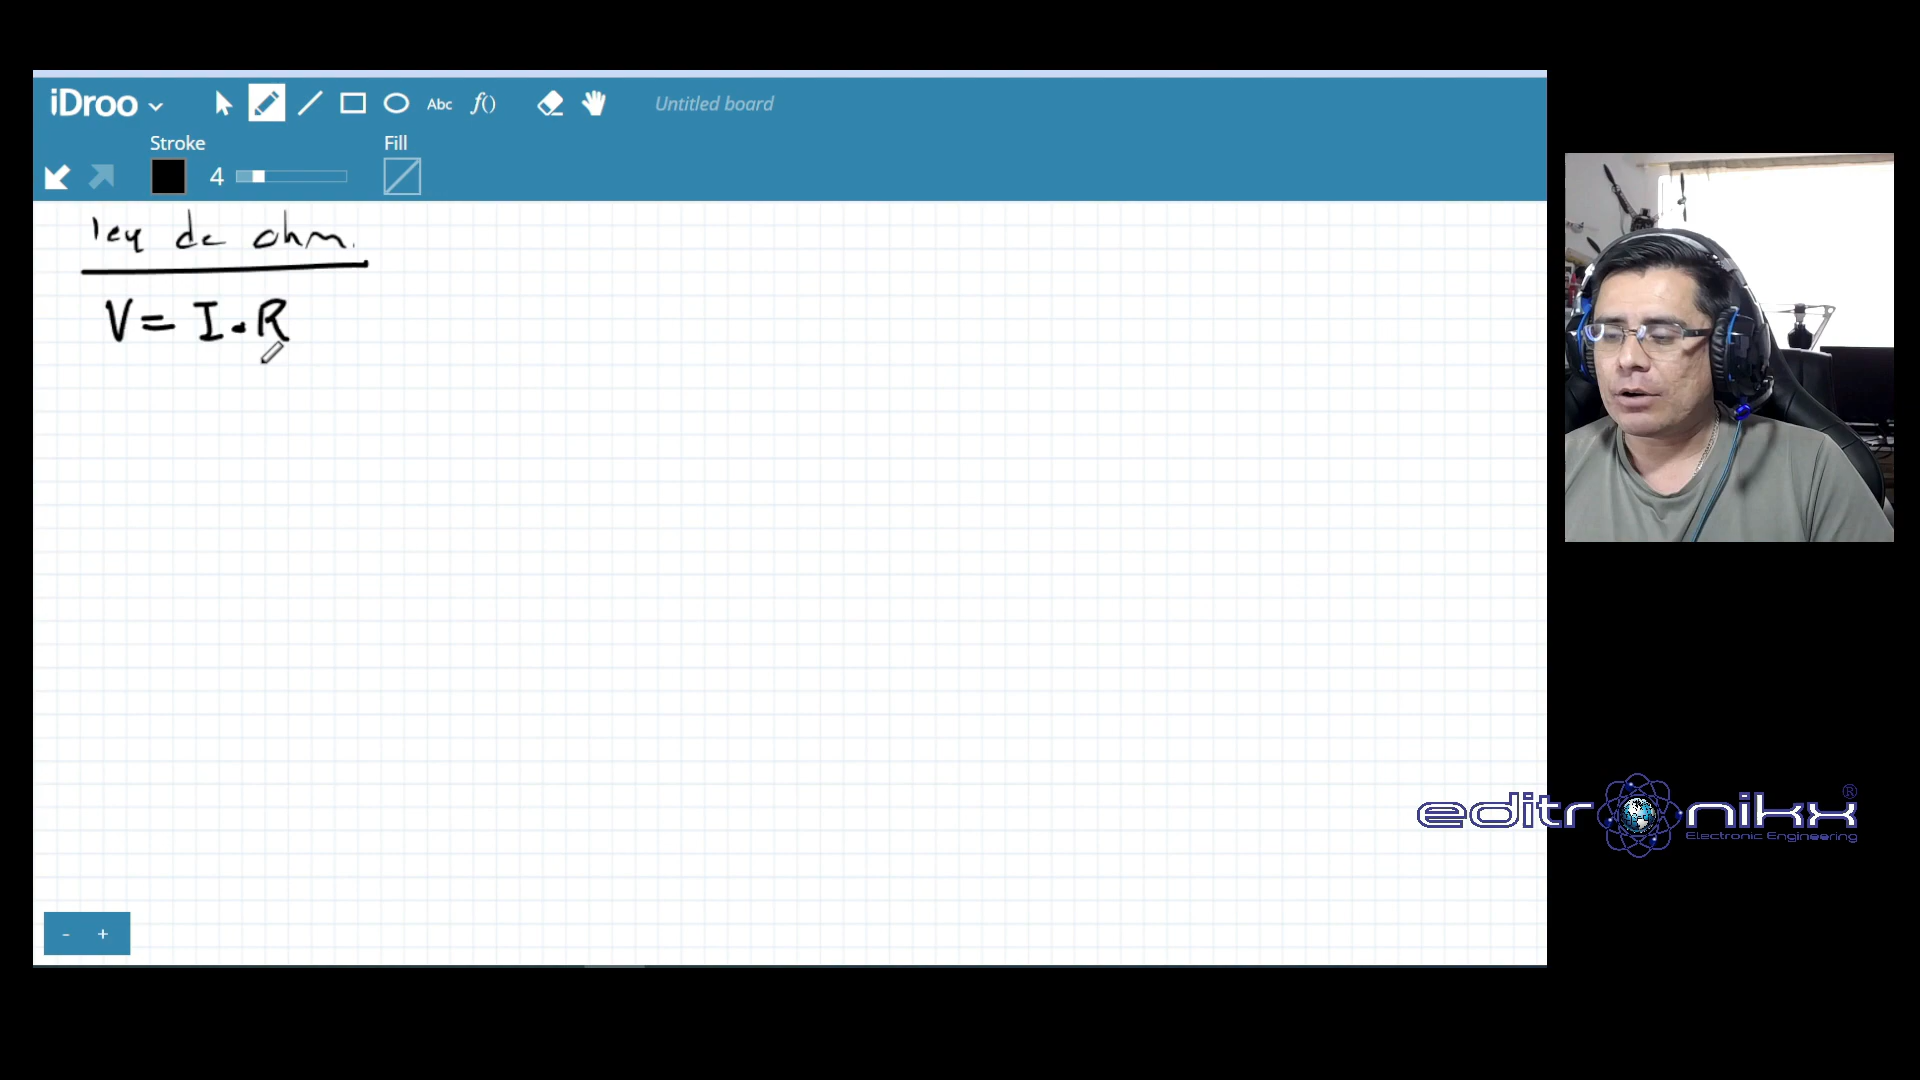 iDroo
Abc f() Untitled board
Stroke Fill
4
ley de ohm.
V = I . R
editronikx ®
Electronic Engineering
- +